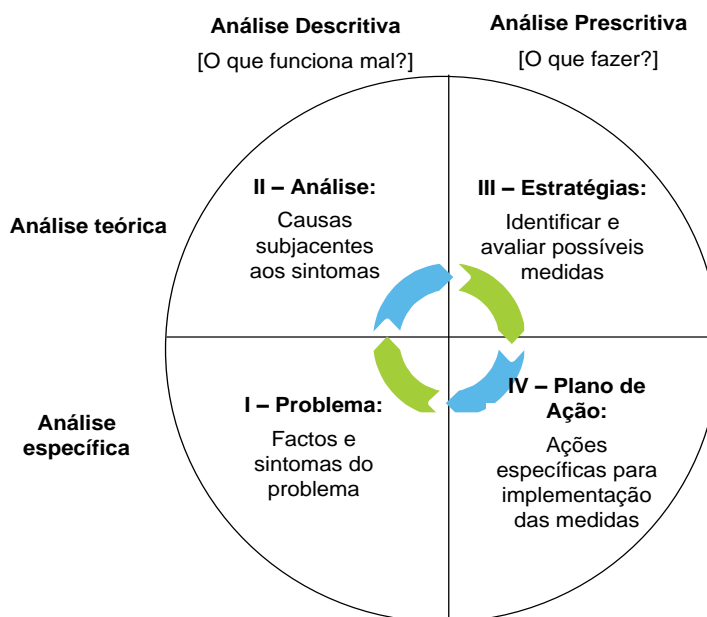 Análise Descritiva
[O que funciona mal?]
Análise Prescritiva
[O que fazer?]
Análise teórica
II – Análise:
Causas
subjacentes
aos sintomas
III – Estratégias:
Identificar e
avaliar possíveis
medidas
Análise
específica
I – Problema:
Factos e
sintomas do
problema
IV – Plano de
Ação:
Ações
específicas para
implementação
das medidas